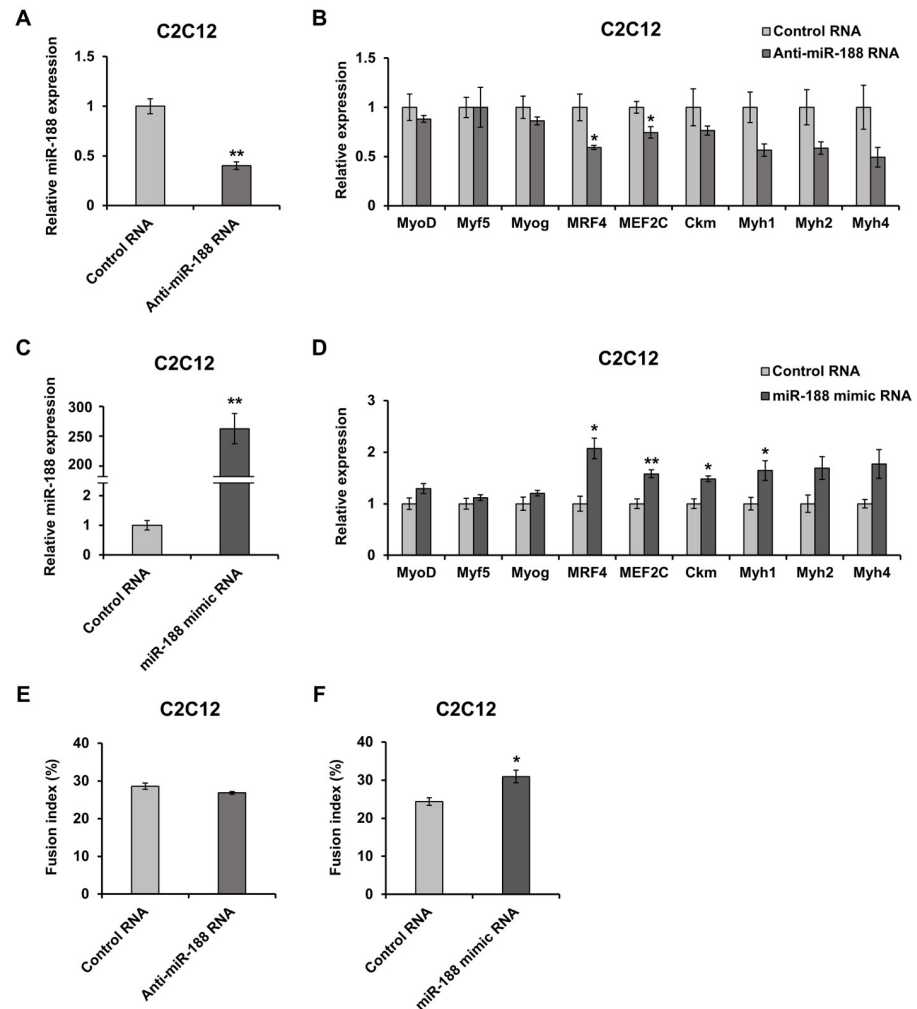 A
C2C12
Relative miR-188 expression
1.5
1
0.5
0
**
Control RNA
Anti-miR-188 RNA
B
C2C12
Control RNA
Anti-miR-188 RNA
Relative expression
1.5
1
0.5
0
* *
MyoD Myf5 Myog MRF4 MEF2C Ckm Myh1 Myh2 Myh4
C
C2C12
Relative miR-188 expression
300
250
200
2
1
0
**
Control RNA
miR-188 mimic RNA
D
C2C12
Control RNA
miR-188 mimic RNA
Relative expression
3
2
1
0
* ** * *
MyoD Myf5 Myog MRF4 MEF2C Ckm Myh1 Myh2 Myh4
E
C2C12
Fusion index (%)
40
30
20
10
0
Control RNA
Anti-miR-188 RNA
F
C2C12
Fusion index (%)
40
30
20
10
0
*
Control RNA
miR-188 mimic RNA